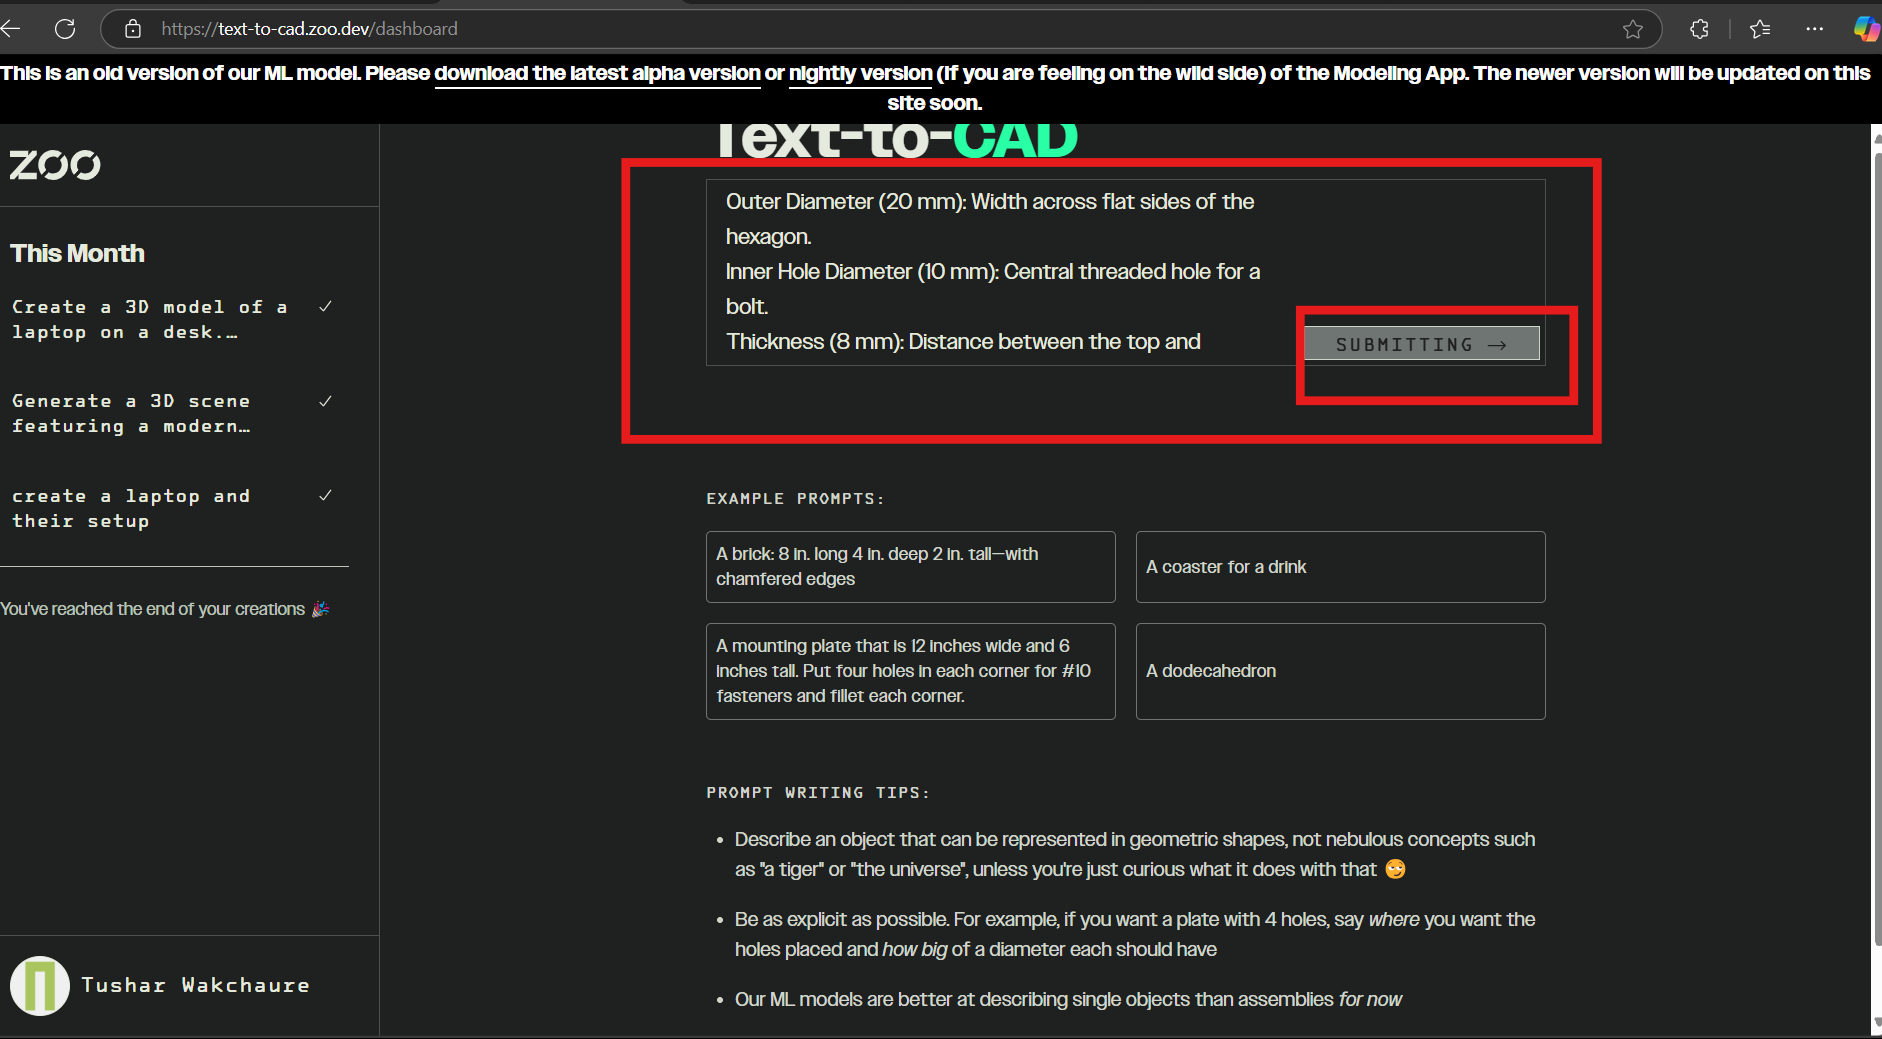 https://text-to-cad.zoo.dev/dashboard
This is an old version of our ML model. Please download the latest alpha version or nightly version (if you are feeling on the wild side) of the Modeling App. The newer version will be updated on this
site soon.
Text-to-CAD
ZOO
Outer Diameter (20 mm): Width across flat sides of the
hexagon.
Inner Hole Diameter (10 mm): Central threaded hole for a
bolt.
Thickness (8 mm): Distance between the top and
SUBMITTING →
This Month
Create a 3D model of a
laptop on a desk.…
Generate a 3D scene
featuring a modern…
create a laptop and
their setup
You've reached the end of your creations 🎉
EXAMPLE PROMPTS:
A brick: 8 in. long 4 in. deep 2 in. tall—with
chamfered edges
A coaster for a drink
A mounting plate that is 12 inches wide and 6
inches tall. Put four holes in each corner for #10
fasteners and fillet each corner.
A dodecahedron
PROMPT WRITING TIPS:
• Describe an object that can be represented in geometric shapes, not nebulous concepts such
as "a tiger" or "the universe", unless you're just curious what it does with that 🙄
• Be as explicit as possible. For example, if you want a plate with 4 holes, say where you want the
holes placed and how big of a diameter each should have
• Our ML models are better at describing single objects than assemblies for now
Tushar Wakchaure